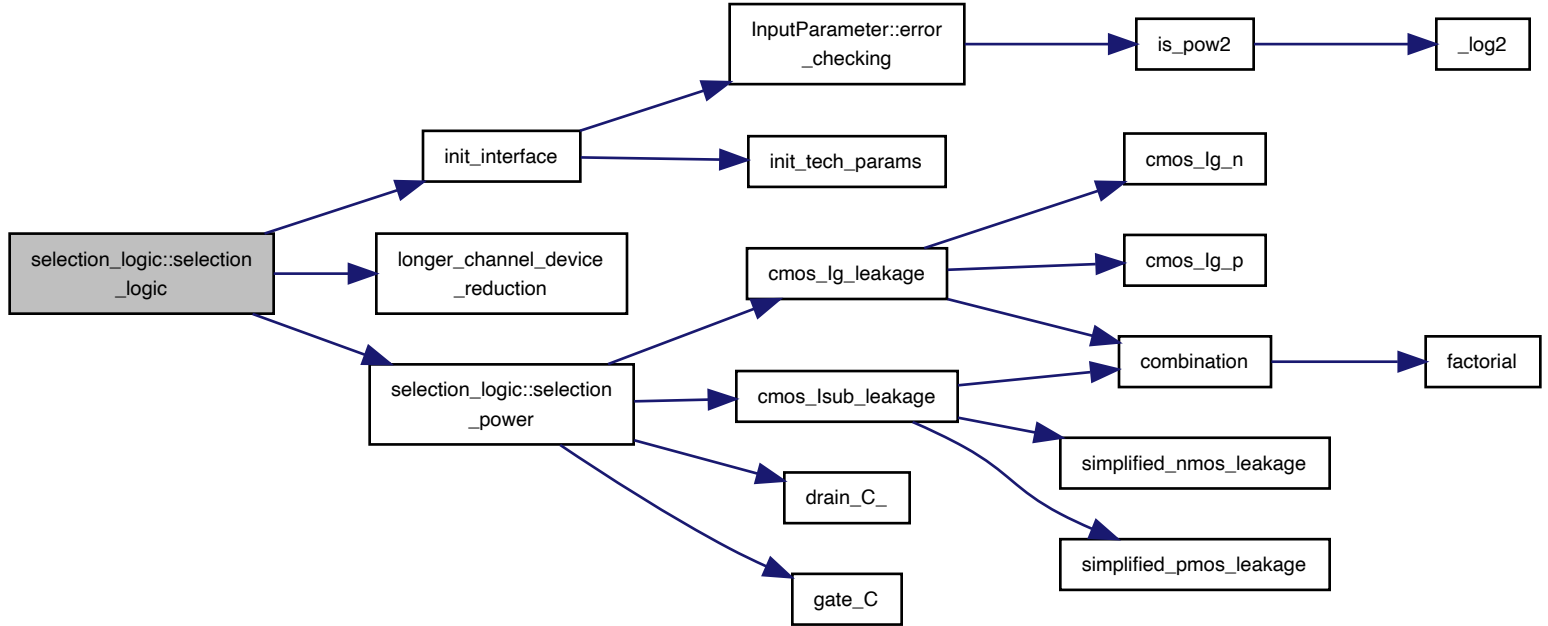 selection_logic::selection
_logic
init_interface
InputParameter::error
_checking
is_pow2
_log2
init_tech_params
longer_channel_device
_reduction
selection_logic::selection
_power
cmos_Ig_leakage
cmos_Ig_n
cmos_Ig_p
combination
factorial
cmos_Isub_leakage
simplified_nmos_leakage
simplified_pmos_leakage
drain_C_
gate_C